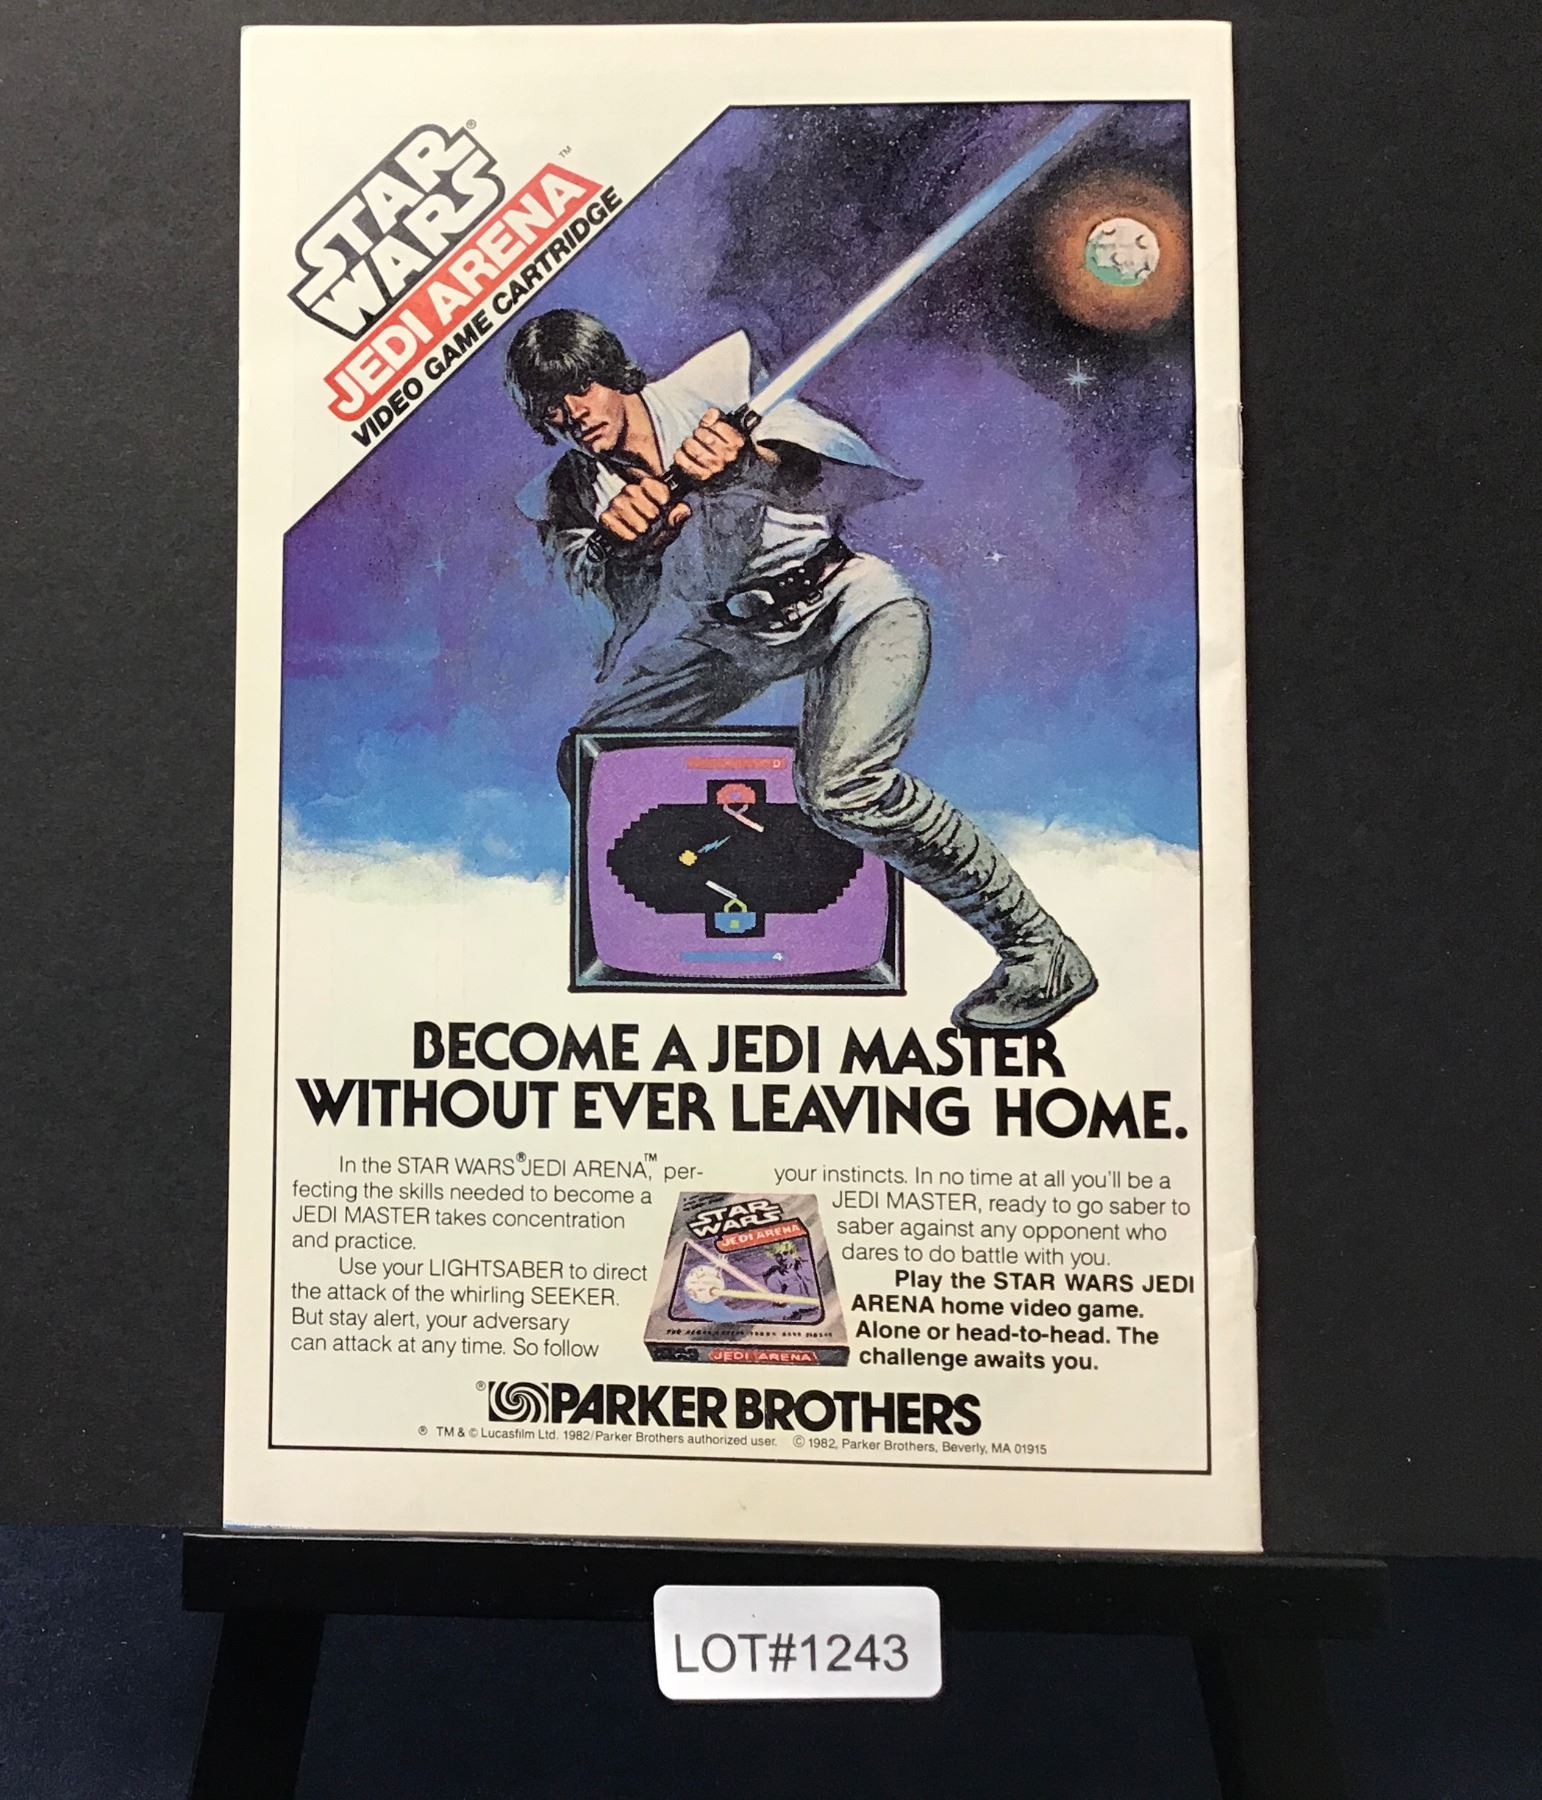 STAR®
WARS
JEDI ARENA™
VIDEO GAME CARTRIDGE
0
4
BECOME A JEDI MASTER
WITHOUT EVER LEAVING HOME.
In the STAR WARS® JEDI ARENA,™ per-
fecting the skills needed to become a
JEDI MASTER takes concentration
and practice.
Use your LIGHTSABER to direct
the attack of the whirling SEEKER.
But stay alert, your adversary
can attack at any time. So follow
your instincts. In no time at all you'll be a
JEDI MASTER, ready to go saber to
saber against any opponent who
dares to do battle with you.
Play the STAR WARS JEDI
ARENA home video game.
Alone or head-to-head. The
challenge awaits you.
STAR
WARS
JEDI ARENA
JEDI ARENA
® PARKER BROTHERS
® TM & © Lucasfilm Ltd. 1982/Parker Brothers authorized user. © 1982, Parker Brothers, Beverly, MA 01915
LOT#1243